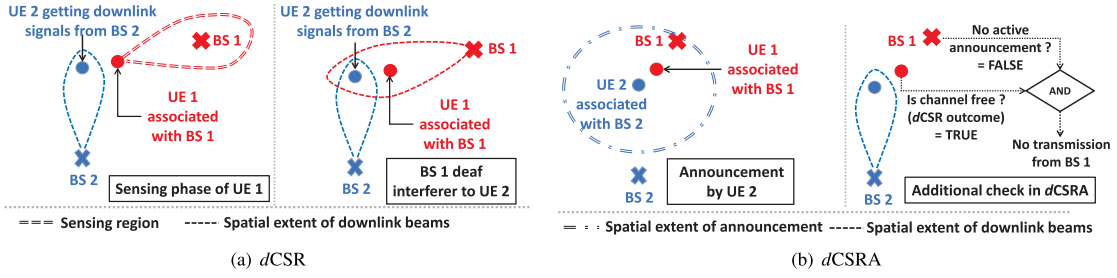 UE 2 getting downlink
signals from BS 2
BS 1
UE 1
associated
with BS 1
BS 2
Sensing phase of UE 1
UE 2 getting downlink
signals from BS 2
BS 1
UE 1
associated
with BS 1
BS 2
BS 1 deaf
interferer to UE 2
Sensing region
Spatial extent of downlink beams
(a) dCSR
BS 1
UE 1
associated
with BS 1
UE 2
associated
with BS 2
BS 2
Announcement
by UE 2
No active
announcement ?
= FALSE
BS 1
AND
Is channel free ?
(dCSR outcome)
= TRUE
No transmission
from BS 1
BS 2
Additional check in dCSRA
Spatial extent of announcement
Spatial extent of downlink beams
(b) dCSRA